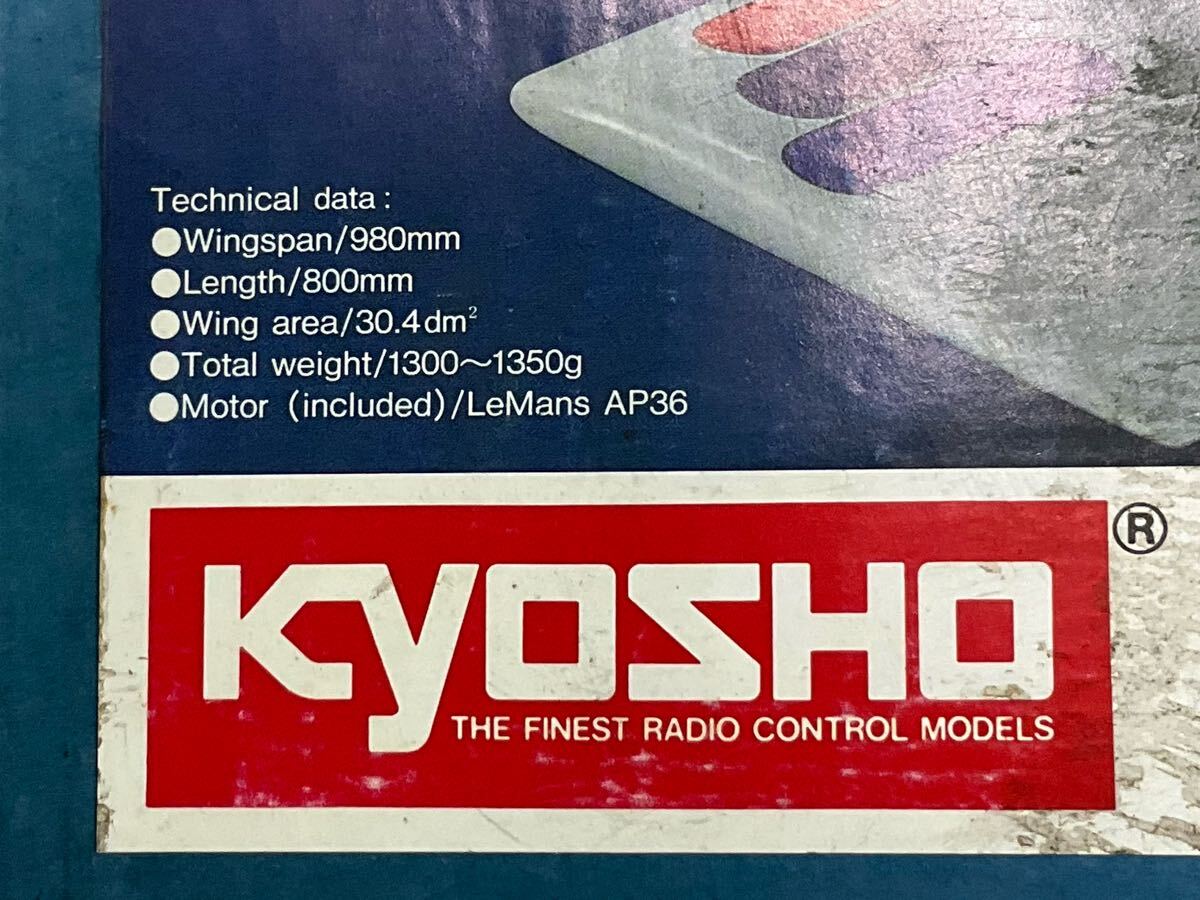 Technical data :
●Wingspan/980mm
●Length/800mm
●Wing area/30.4dm²
●Total weight/1300～1350g
●Motor (included)/LeMans AP36
KYOSHO®
THE FINEST RADIO CONTROL MODELS